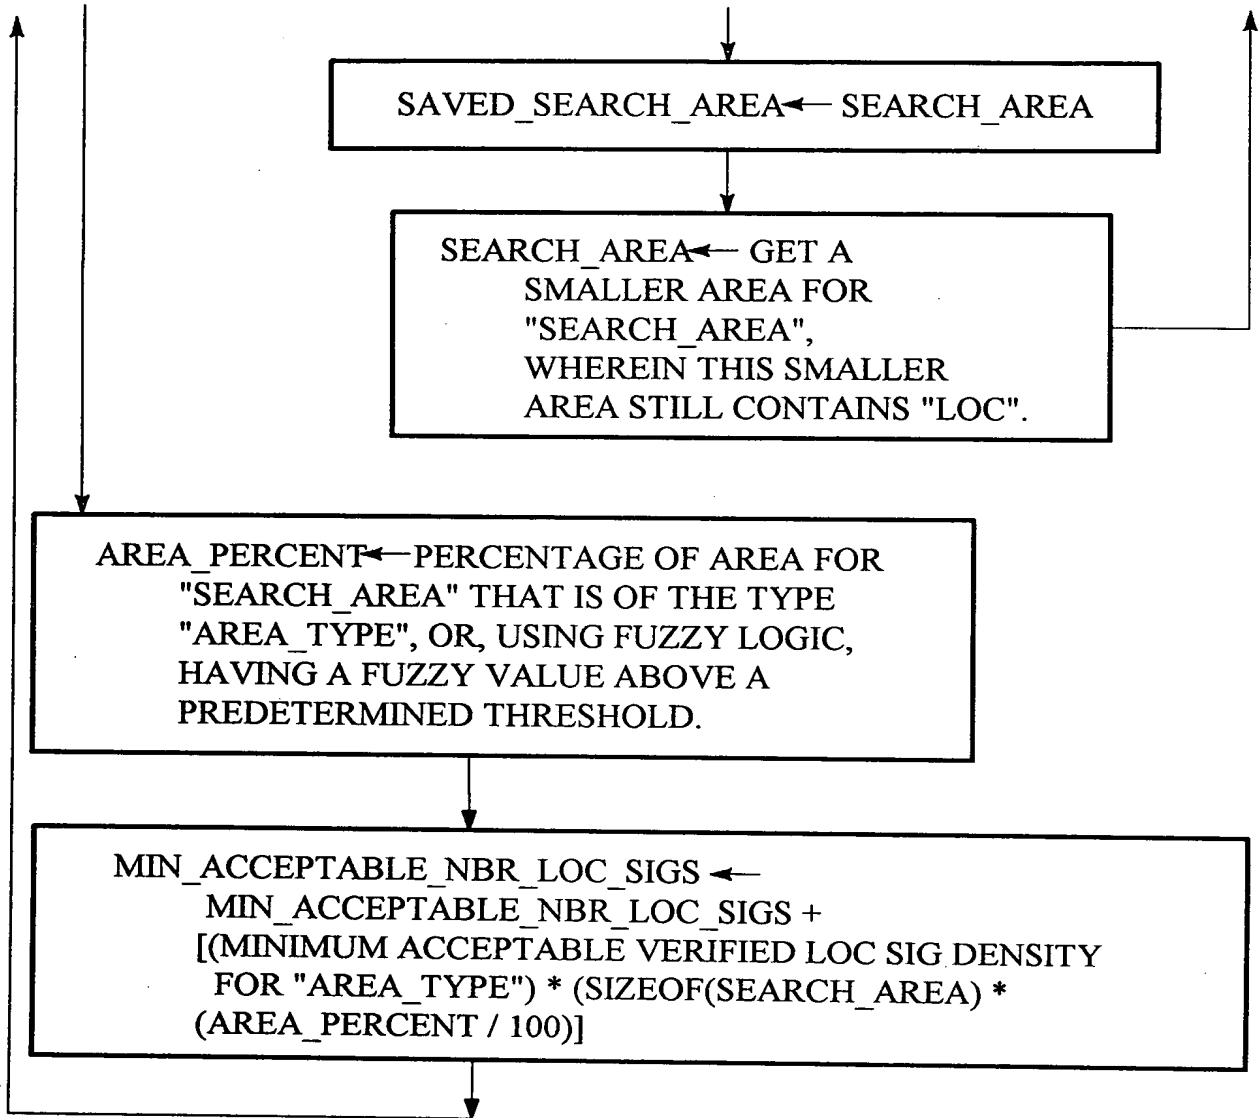 SAVED_SEARCH_AREA← SEARCH_AREA
SEARCH_AREA← GET A
SMALLER AREA FOR
"SEARCH_AREA",
WHEREIN THIS SMALLER
AREA STILL CONTAINS "LOC".
AREA_PERCENT←PERCENTAGE OF AREA FOR
"SEARCH_AREA" THAT IS OF THE TYPE
"AREA_TYPE", OR, USING FUZZY LOGIC,
HAVING A FUZZY VALUE ABOVE A
PREDETERMINED THRESHOLD.
MIN_ACCEPTABLE_NBR_LOC_SIGS ←
MIN_ACCEPTABLE_NBR_LOC_SIGS +
[(MINIMUM ACCEPTABLE VERIFIED LOC SIG DENSITY
FOR "AREA_TYPE") * (SIZEOF(SEARCH_AREA) *
(AREA_PERCENT / 100)]